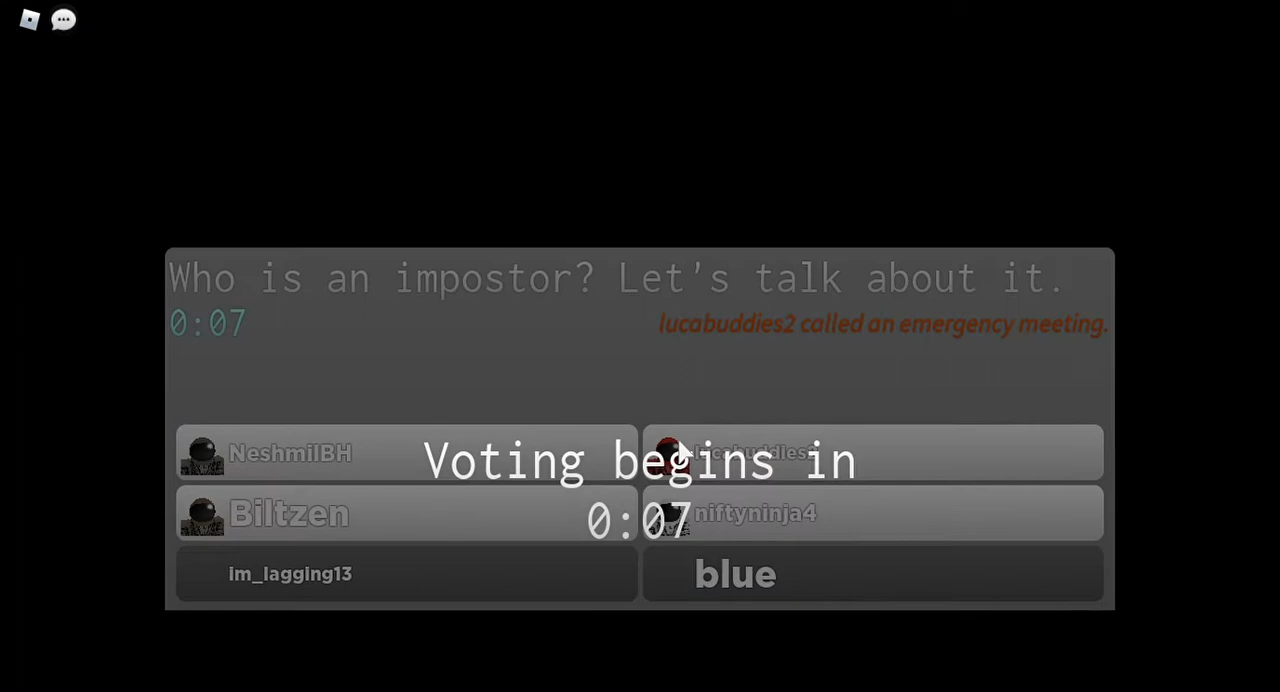 Who is an impostor? Let's talk about it.
0:07
lucabuddies2 called an emergency meeting.
NeshmilBH
lucabuddies2
Voting begins in
0:07
Biltzen
niftyninja4
im_lagging13
blue